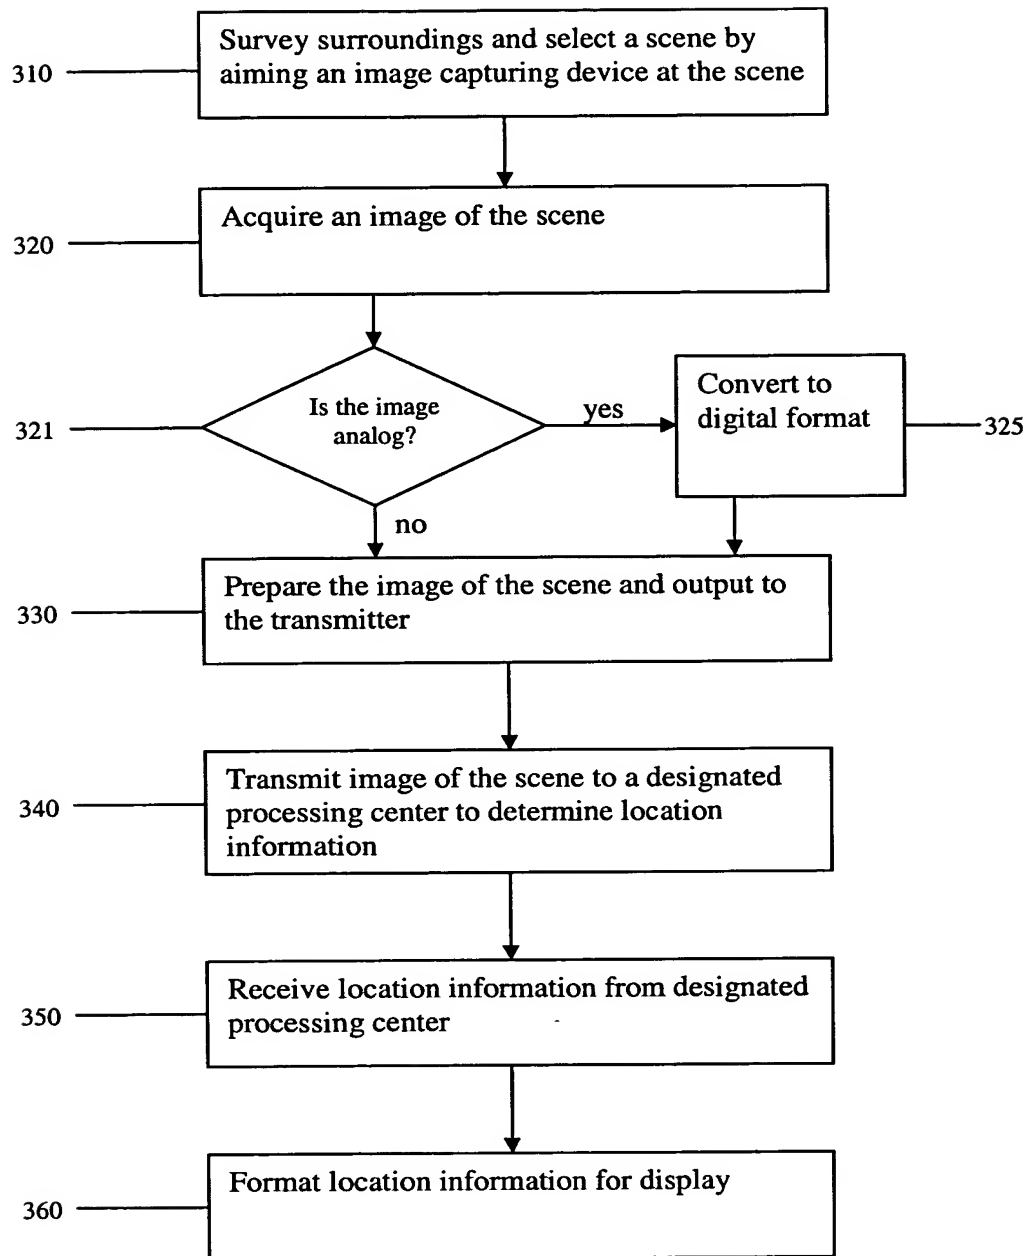 310
Survey surroundings and select a scene by
aiming an image capturing device at the scene
320
Acquire an image of the scene
321
Is the image
analog?
yes
Convert to
digital format
325
no
330
Prepare the image of the scene and output to
the transmitter
340
Transmit image of the scene to a designated
processing center to determine location
information
350
Receive location information from designated
processing center
360
Format location information for display